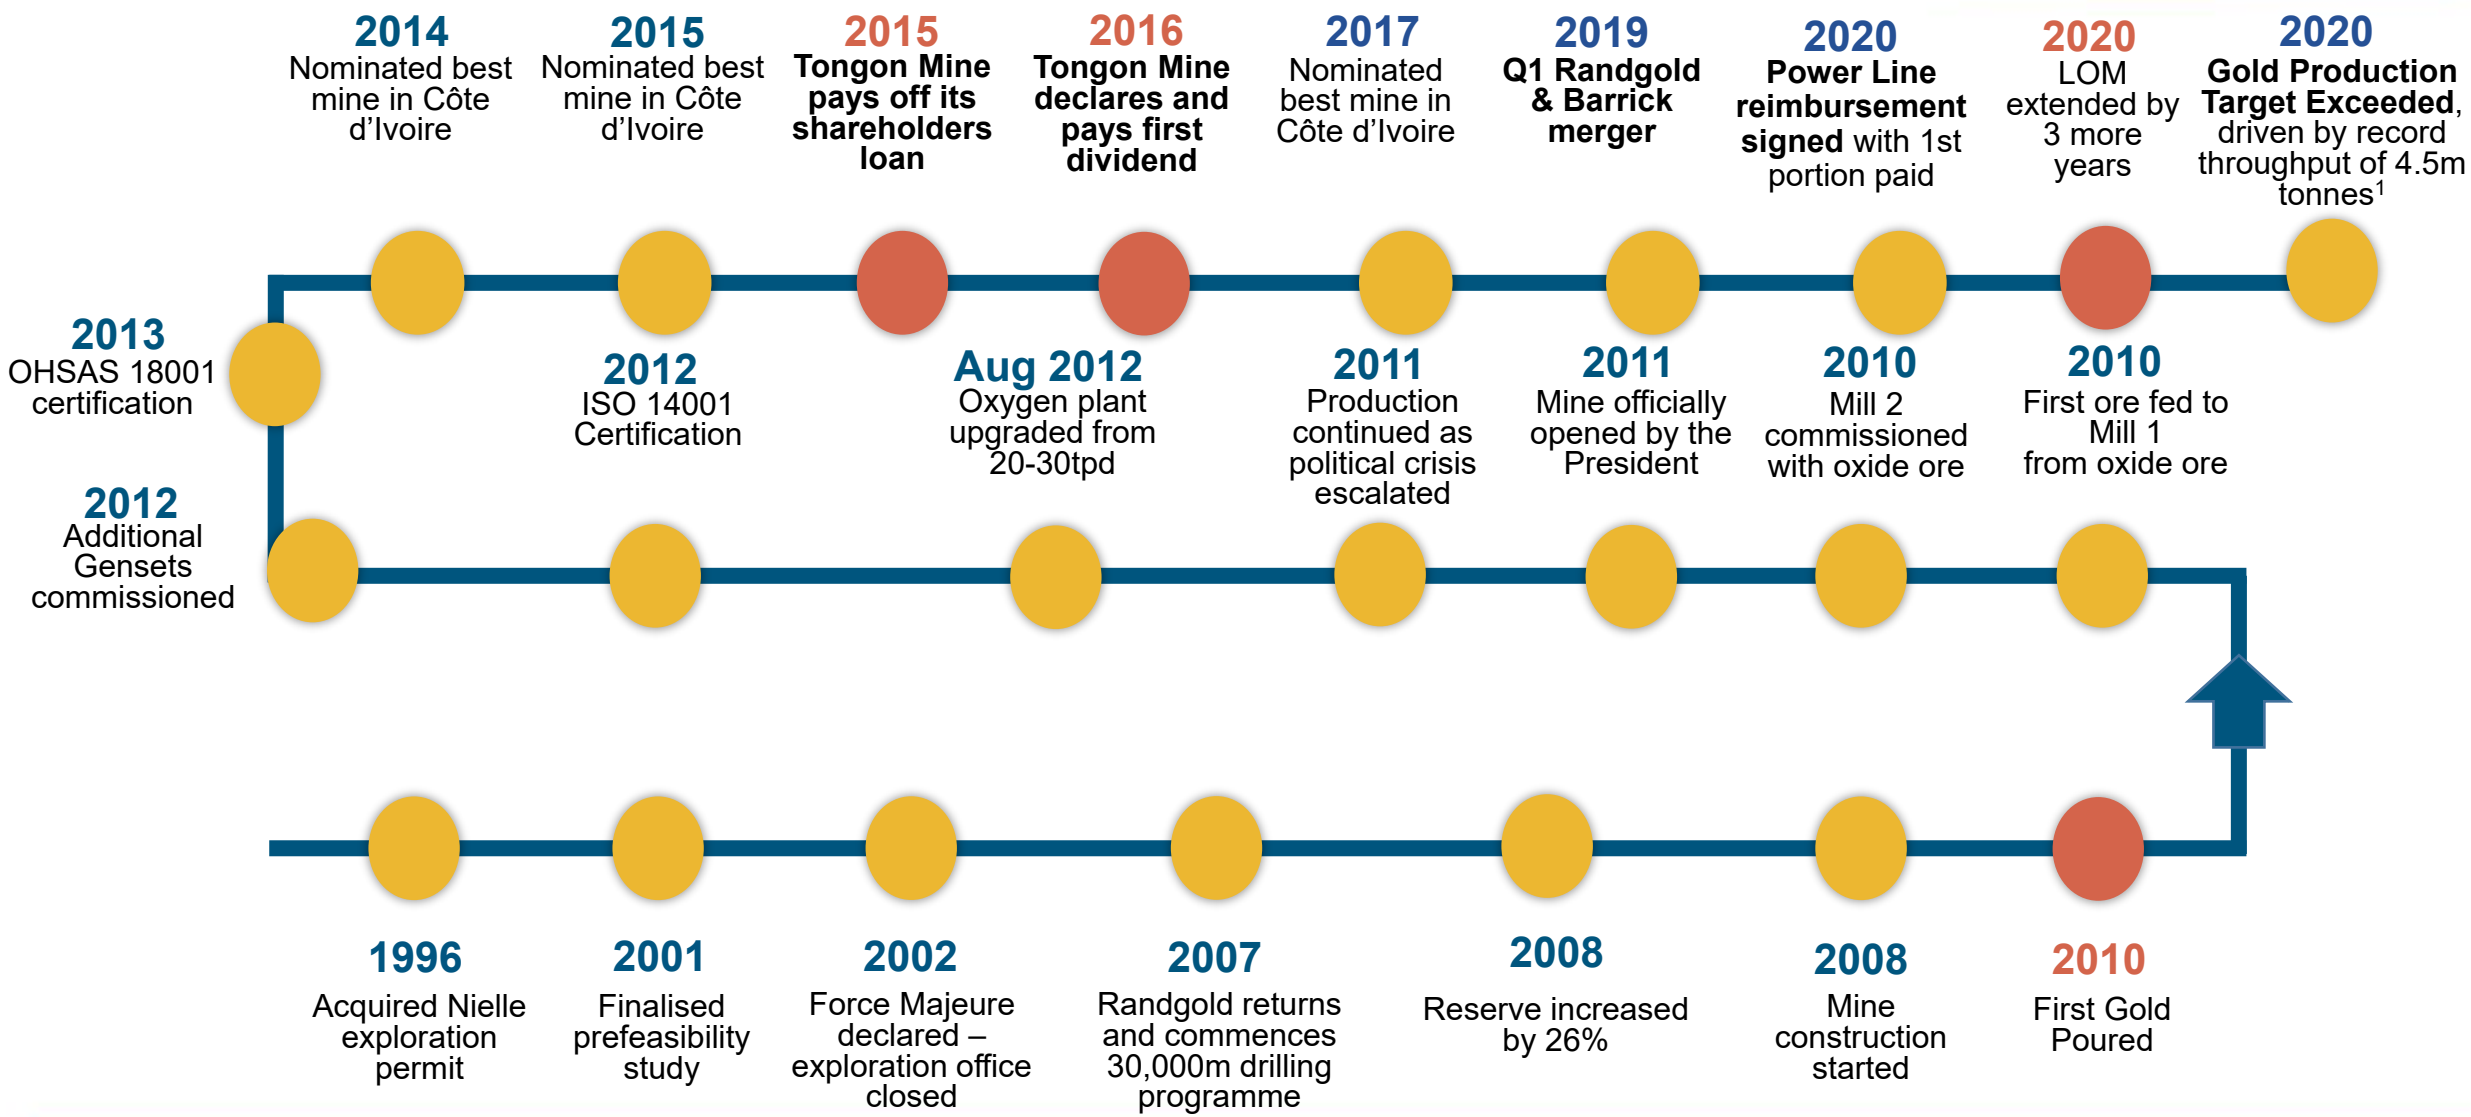 2014
Nominated best
mine in Côte
d’Ivoire
2015
Nominated best
mine in Côte
d’Ivoire
2015
Tongon Mine
pays off its
shareholders
loan
2016
Tongon Mine
declares and
pays first
dividend
2017
Nominated
best mine in
Côte d’Ivoire
2019
Q1 Randgold
& Barrick
merger
2020
Power Line
reimbursement
signed with 1st
portion paid
2020
LOM
extended by
3 more
years
2020
Gold Production
Target Exceeded,
driven by record
throughput of 4.5m
tonnes1
2013
OHSAS 18001
certification
2012
ISO 14001
Certification
Aug 2012
Oxygen plant
upgraded from
20-30tpd
2011
Production
continued as
political crisis
escalated
2011
Mine officially
opened by the
President
2010
Mill 2
commissioned
with oxide ore
2010
First ore fed to
Mill 1
from oxide ore
2012
Additional
Gensets
commissioned
1996
Acquired Nielle
exploration
permit
2001
Finalised
prefeasibility
study
2002
Force Majeure
declared –
exploration office
closed
2007
Randgold returns
and commences
30,000m drilling
programme
2008
Reserve increased
by 26%
2008
Mine
construction
started
2010
First Gold
Poured